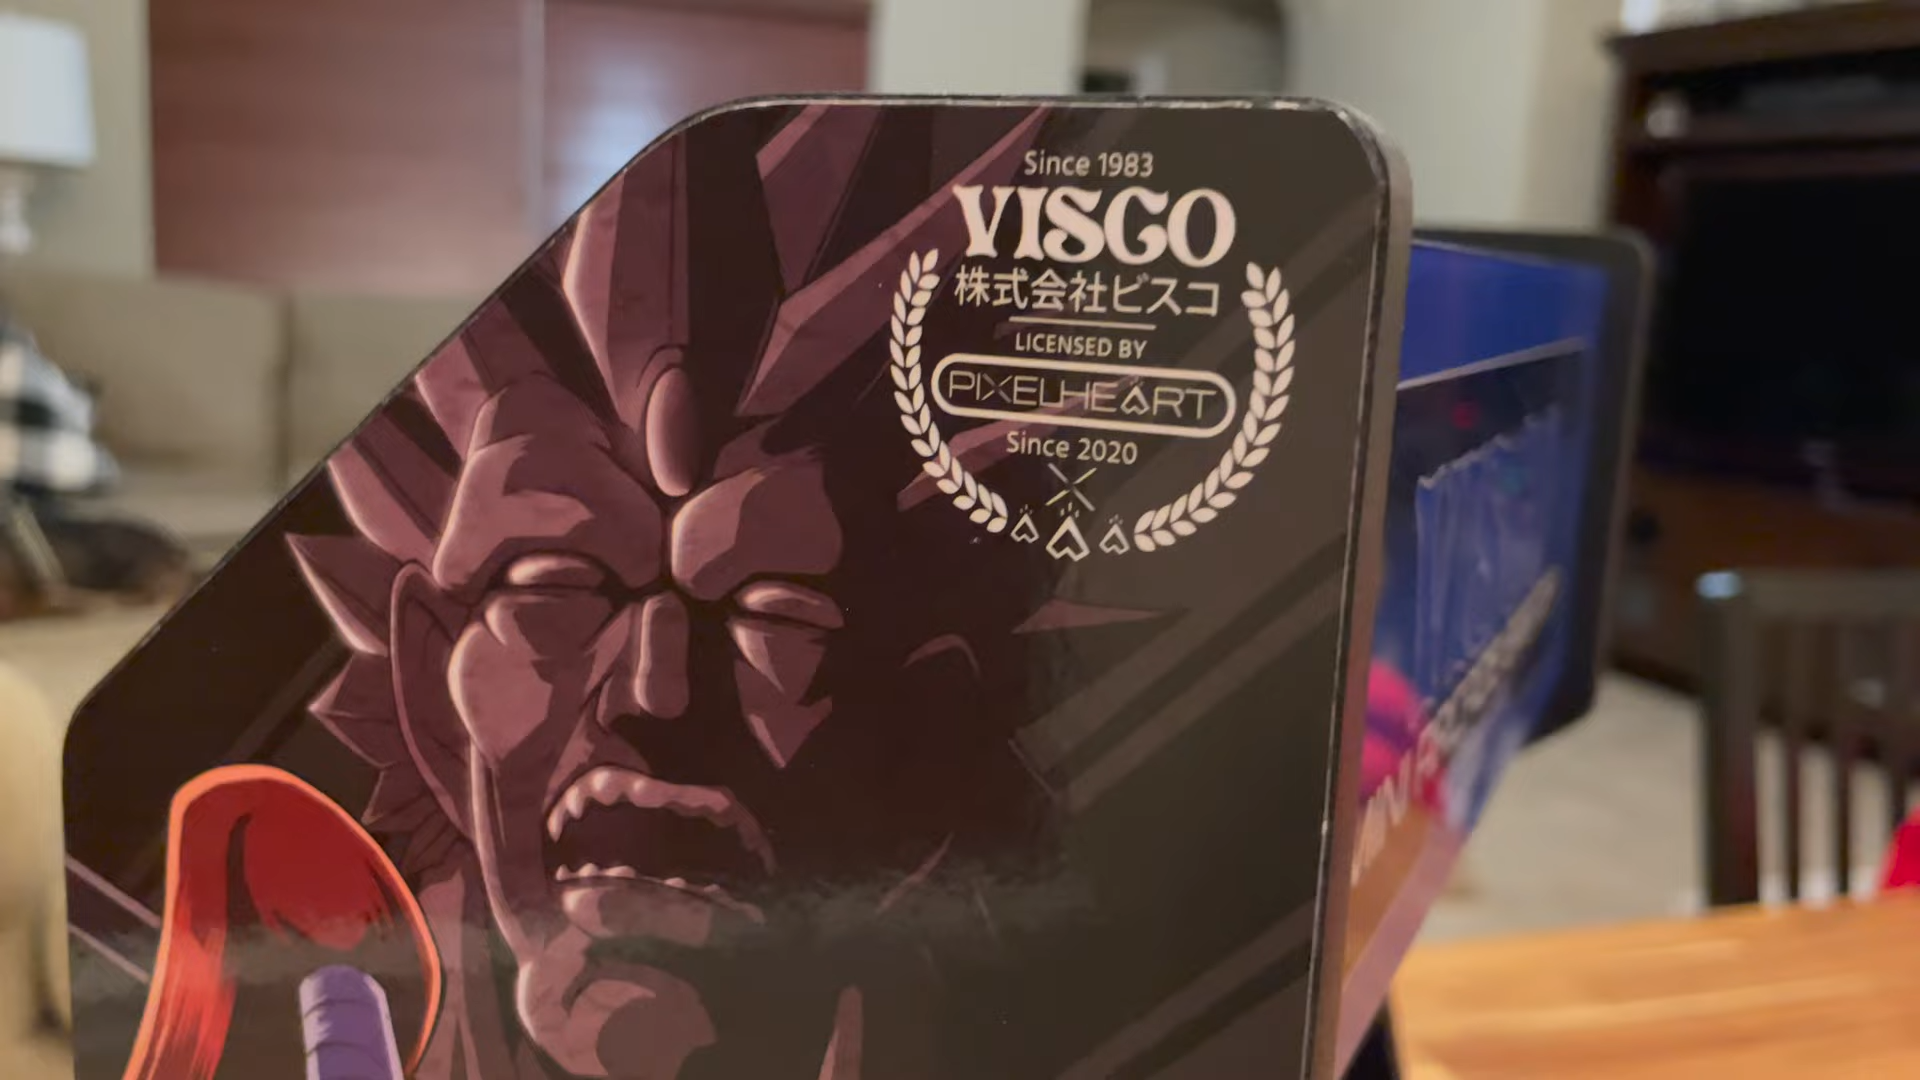 Since 1983
VISCO
株式会社ビスコ
LICENSED BY
PIXELHEART
Since 2020